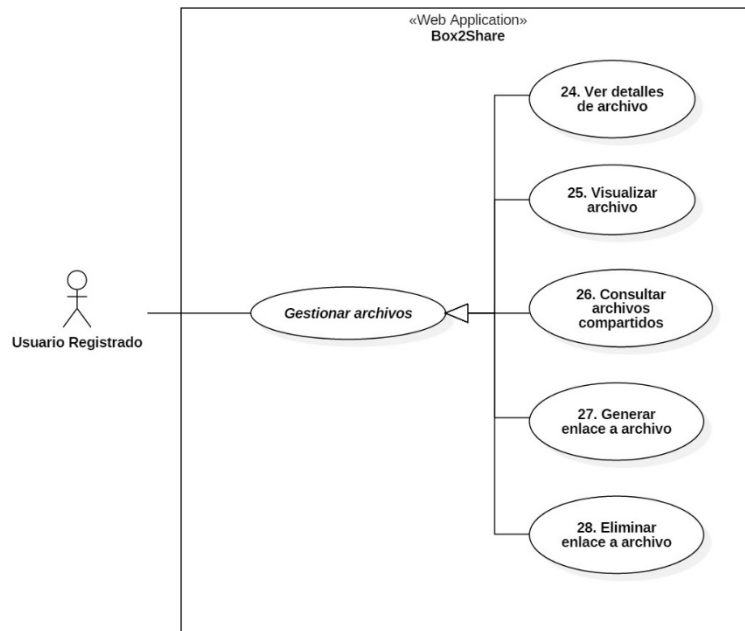 «Web Application»
Box2Share
24. Ver detalles
de archivo
25. Visualizar
archivo
Gestionar archivos
26. Consultar
archivos
compartidos
Usuario Registrado
27. Generar
enlace a archivo
28. Eliminar
enlace a archivo